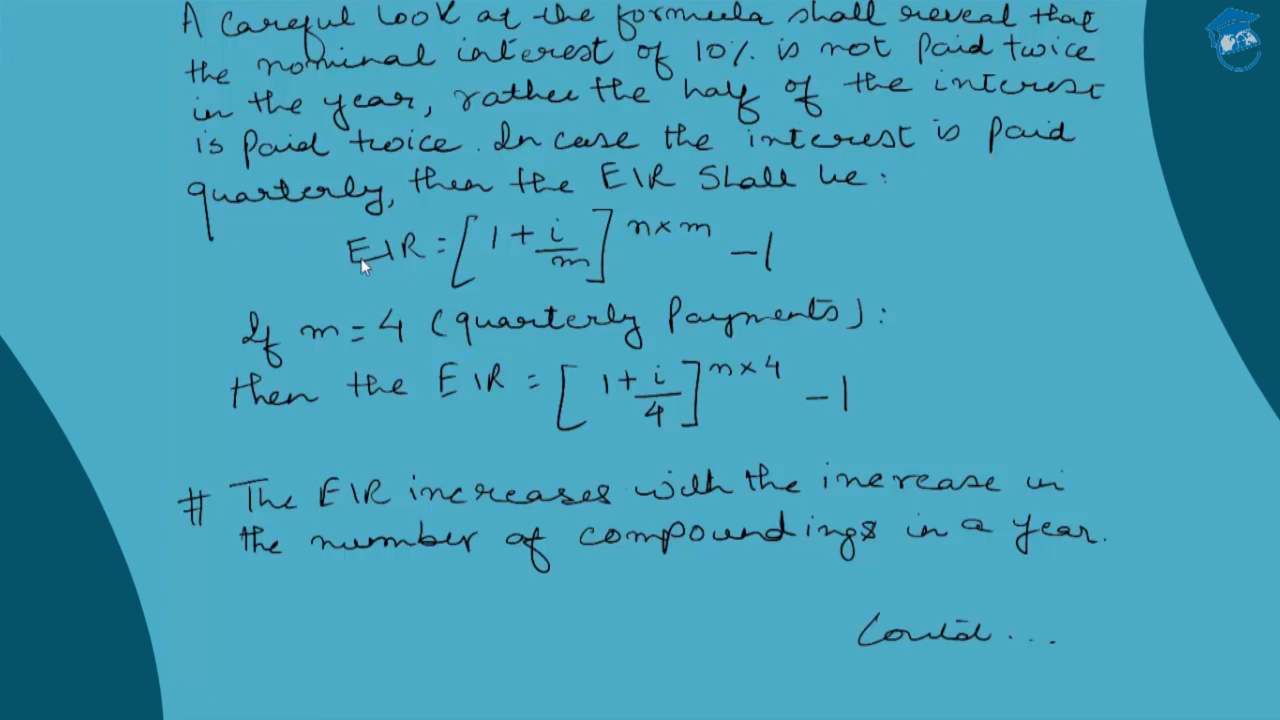 A careful look at the formula shall reveal that
the nominal interest of 10% is not paid twice
in the year, rather the half of the interest
is paid twice. In case the interest is paid
quarterly, then the EIR shall be:
EIR = [1 + i/m]^n×m - 1
If m = 4 (quarterly payments):
then the EIR = [1 + i/4]^n×4 - 1
# The EIR increases with the increase in
the number of compoundings in a year.
Contd...